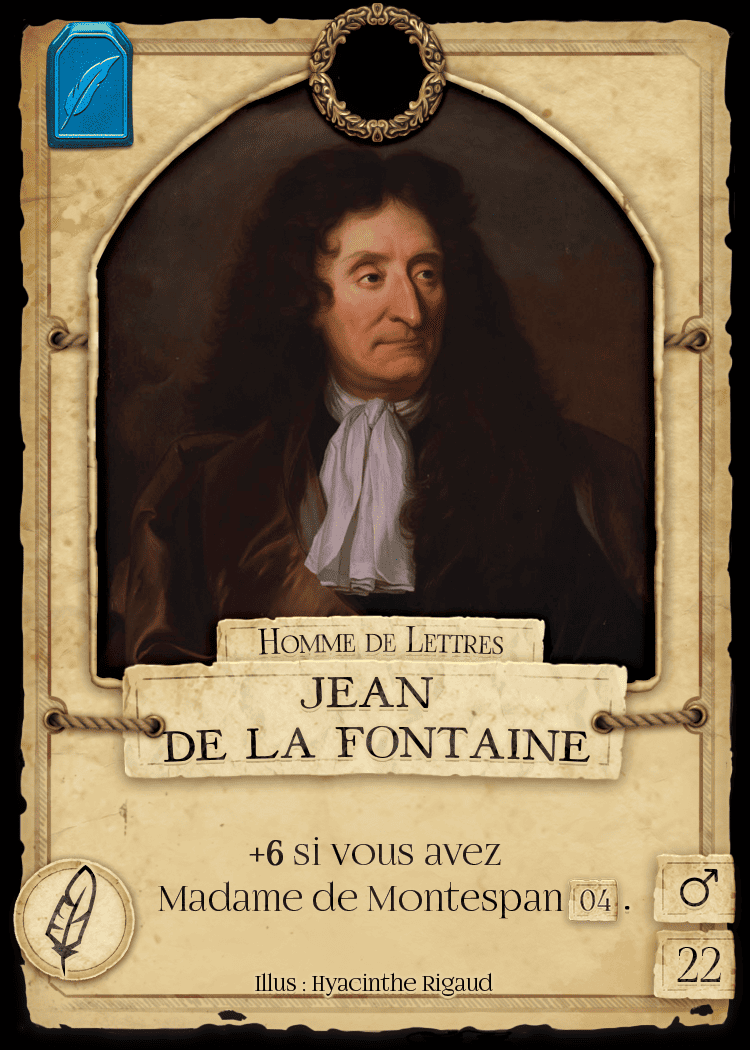 Homme de Lettres
JEAN
DE LA FONTAINE
+6 si vous avez
Madame de Montespan 04 .
♂
22
Illus : Hyacinthe Rigaud